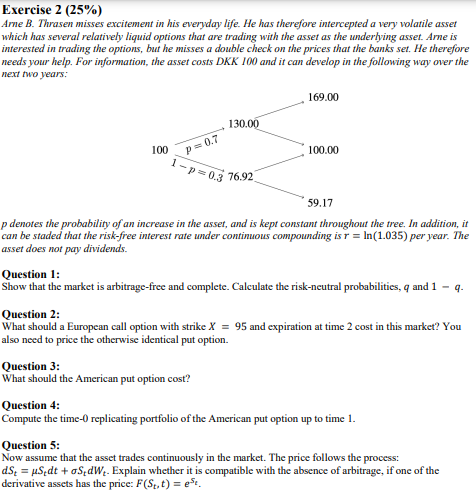 Exercise 2 (25%)
Arne B. Thrasen misses excitement in his everyday life. He has therefore intercepted a very volatile asset
which has several relatively liquid options that are trading with the asset as the underlying asset. Arne is
interested in trading the options, but he misses a double check on the prices that the banks set. He therefore
needs your help. For information, the asset costs DKK 100 and it can develop in the following way over the
next two years:
169.00
130.00
p = 0.7
100
100.00
1 − p = 0.3
76.92
59.17
p denotes the probability of an increase in the asset, and is kept constant throughout the tree. In addition, it
can be staded that the risk-free interest rate under continuous compounding is r = ln(1.035) per year. The
asset does not pay dividends.
Question 1:
Show that the market is arbitrage-free and complete. Calculate the risk-neutral probabilities, q and 1 − q.
Question 2:
What should a European call option with strike X = 95 and expiration at time 2 cost in this market? You
also need to price the otherwise identical put option.
Question 3:
What should the American put option cost?
Question 4:
Compute the time-0 replicating portfolio of the American put option up to time 1.
Question 5:
Now assume that the asset trades continuously in the market. The price follows the process:
dSₜ = μSₜdt + σSₜdWₜ. Explain whether it is compatible with the absence of arbitrage, if one of the
derivative assets has the price: F(Sₜ, t) = e^Sₜ.